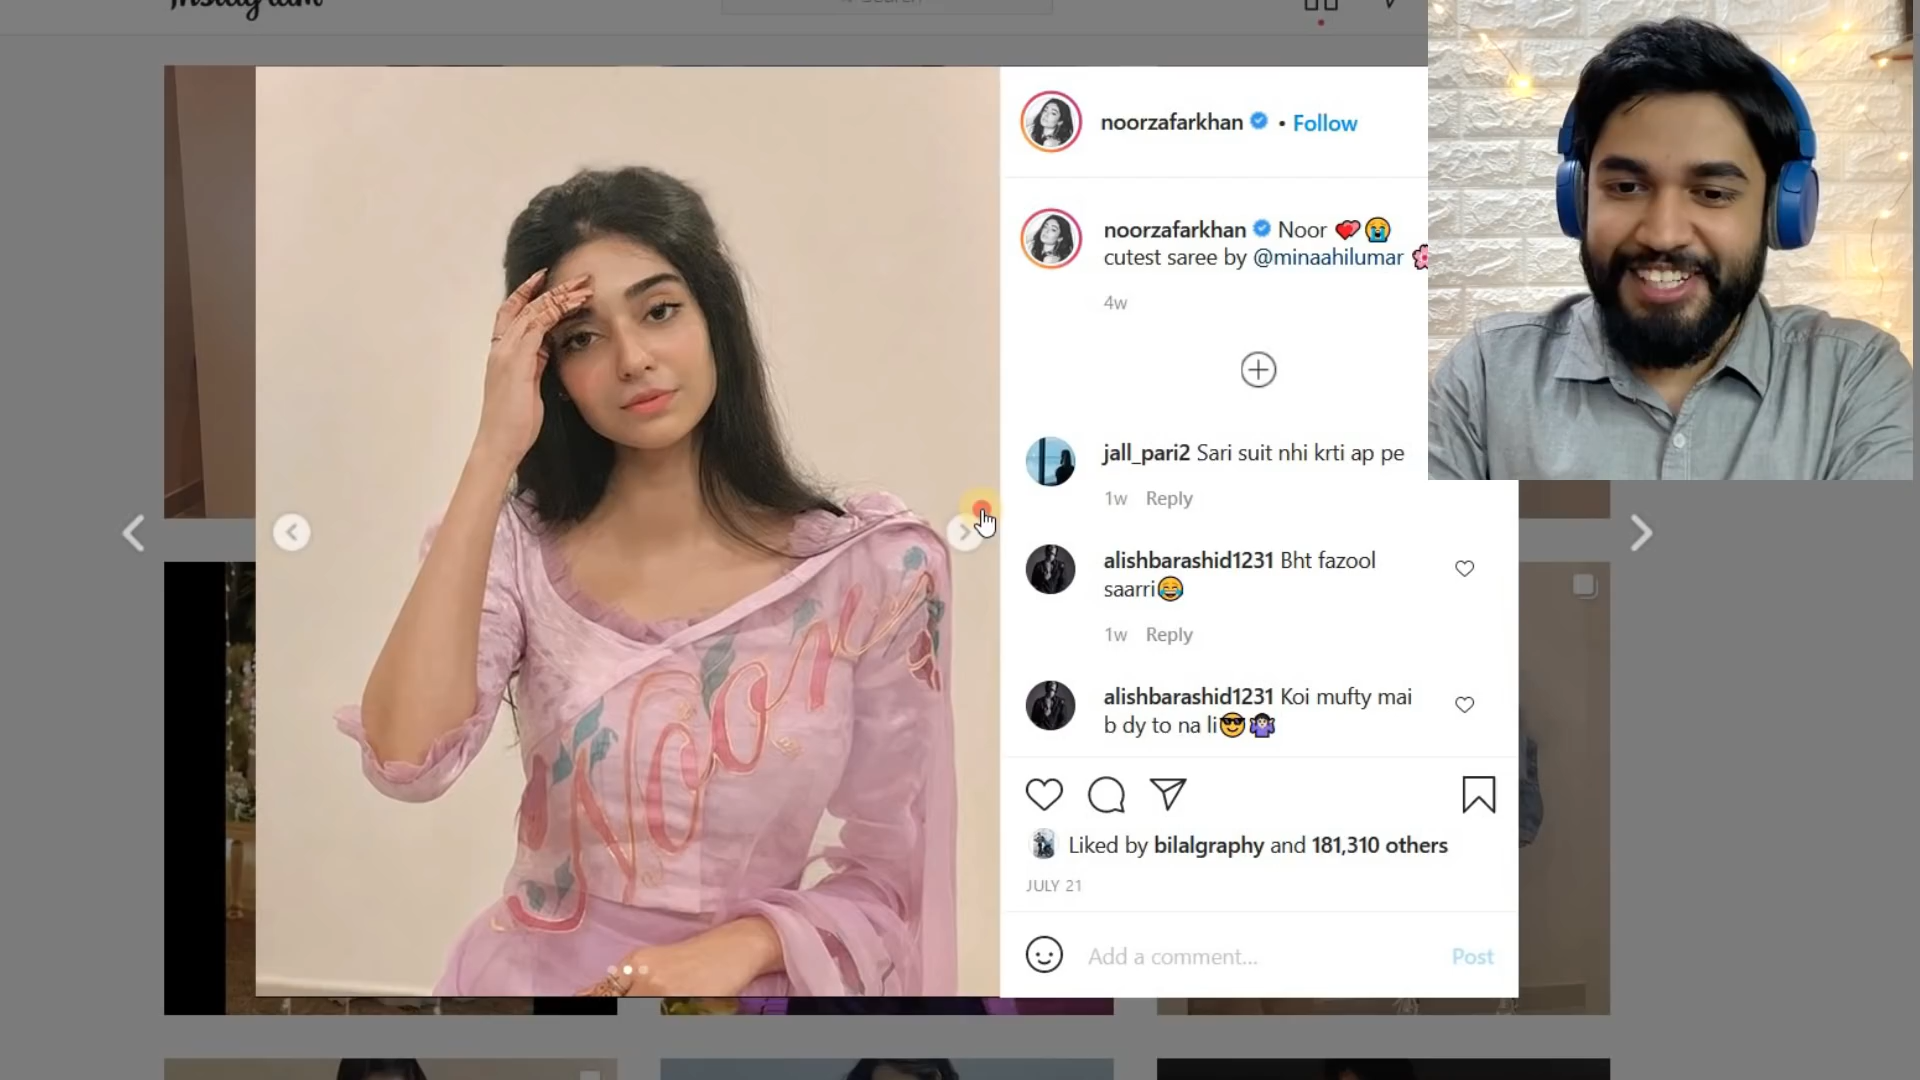 Instagram
Search
noorzafarkhan • Follow
noorzafarkhan Noor 💕😭
cutest saree by @minaahilumar 🌸
4w
jall_pari2 Sari suit nhi krti ap pe
1w Reply
alishbarashid1231 Bht fazool
saarri😂
1w Reply
alishbarashid1231 Koi mufty mai
b dy to na li😎🤷🏻‍♀️
Noor
Liked by bilalgraphy and 181,310 others
JULY 21
Add a comment... Post